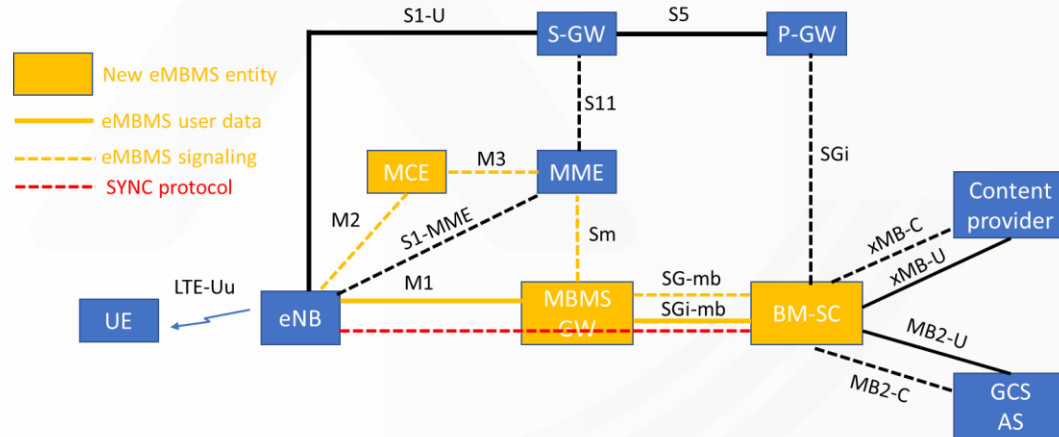 S1-U
S5
S-GW
P-GW
New eMBMS entity
eMBMS user data
eMBMS signaling
SYNC protocol
S11
SGi
MCE
M3
MME
M2
S1-MME
Sm
Content
provider
xMB-C
xMB-U
LTE-Uu
UE
eNB
M1
MBMS
GW
SG-mb
SGi-mb
BM-SC
MB2-U
MB2-C
GCS
AS